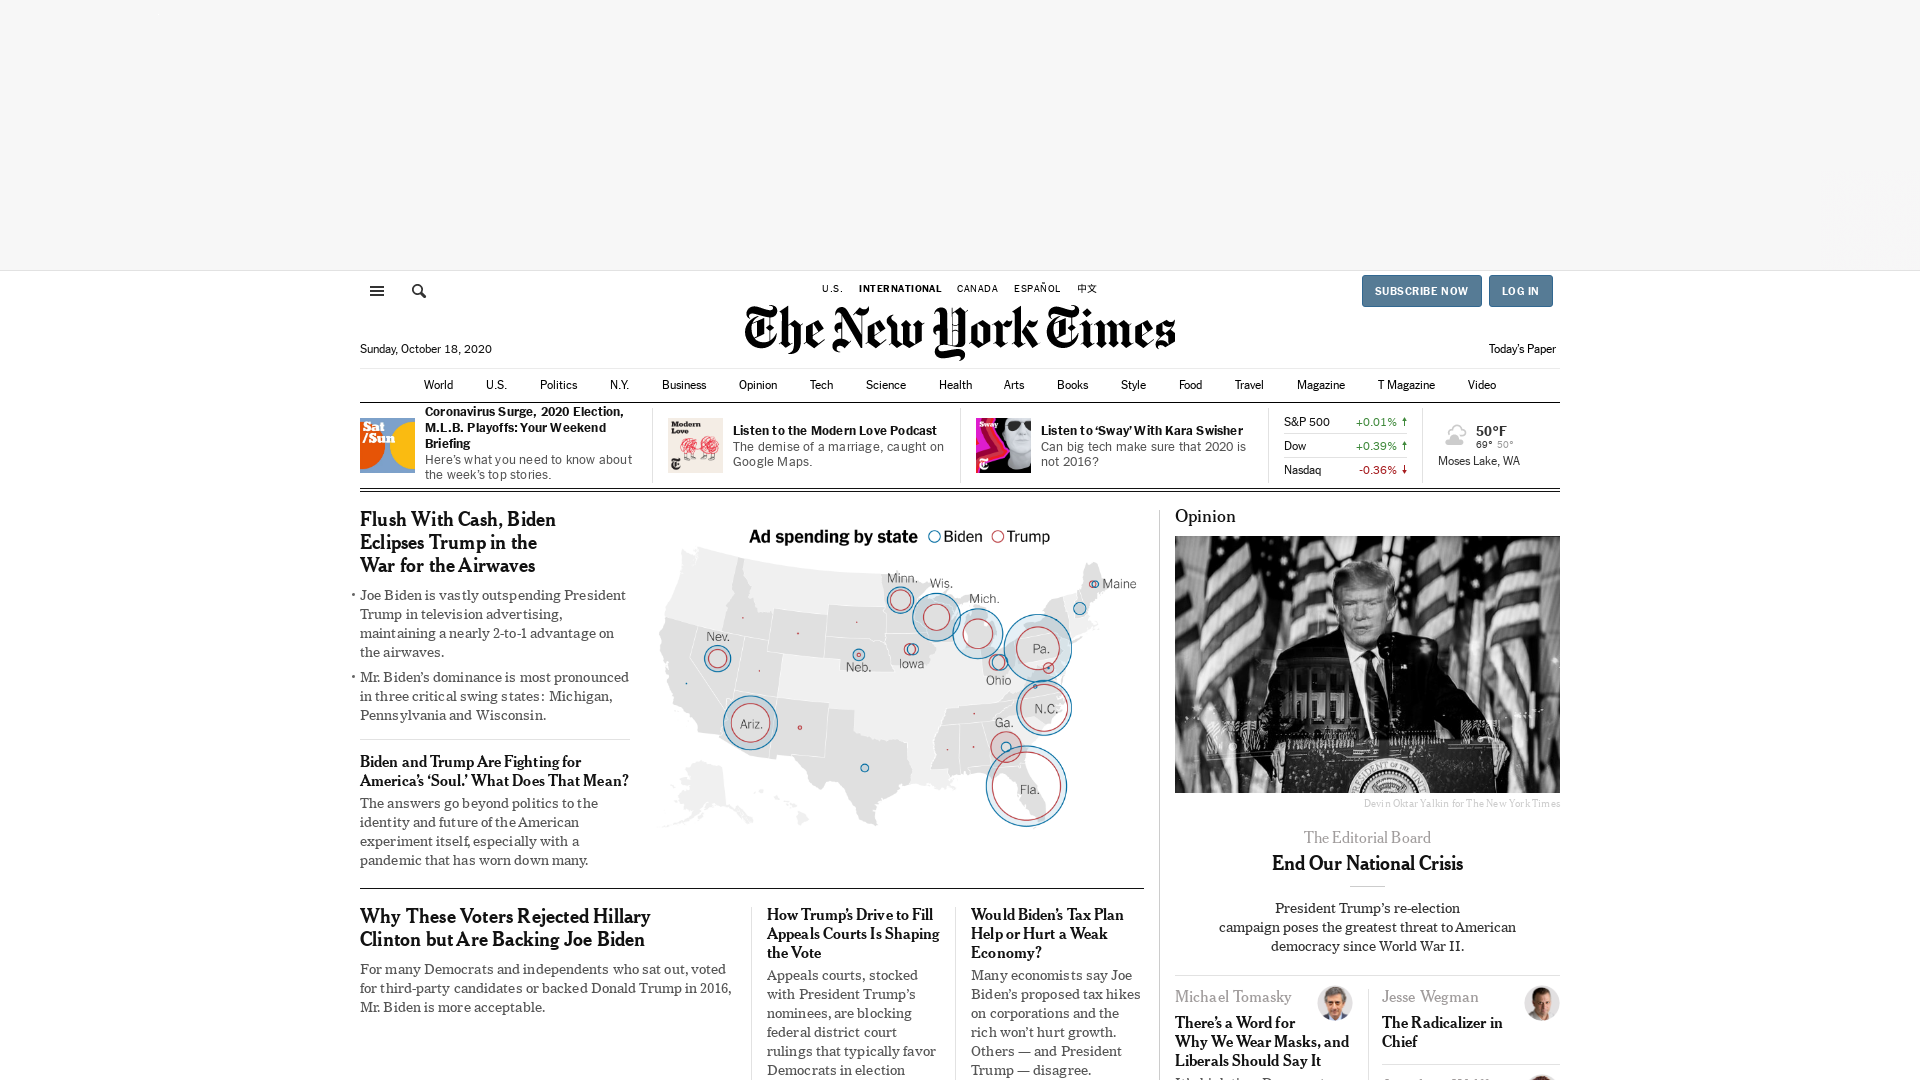 U.S.
INTERNATIONAL
CANADA
ESPAÑOL
中文
SUBSCRIBE NOW
LOG IN
The New York Times
Sunday, October 18, 2020
Today's Paper
World
U.S.
Politics
N.Y.
Business
Opinion
Tech
Science
Health
Arts
Books
Style
Food
Travel
Magazine
T Magazine
Video
Sat
/Sun
Coronavirus Surge, 2020 Election,
M.L.B. Playoffs: Your Weekend
Briefing
Here's what you need to know about
the week's top stories.
Modern
Love
Listen to the Modern Love Podcast
The demise of a marriage, caught on
Google Maps.
Sway
Listen to ‘Sway’ With Kara Swisher
Can big tech make sure that 2020 is
not 2016?
S&P 500 +0.01% ↑
Dow +0.39% ↑
Nasdaq -0.36% ↓
50°F
69° 50°
Moses Lake, WA
Flush With Cash, Biden
Eclipses Trump in the
War for the Airwaves
• Joe Biden is vastly outspending President
Trump in television advertising,
maintaining a nearly 2-to-1 advantage on
the airwaves.
• Mr. Biden's dominance is most pronounced
in three critical swing states: Michigan,
Pennsylvania and Wisconsin.
Biden and Trump Are Fighting for
America's ‘Soul.’ What Does That Mean?
The answers go beyond politics to the
identity and future of the American
experiment itself, especially with a
pandemic that has worn down many.
Ad spending by state Biden Trump
Minn.
Wis.
Mich.
Maine
Nev.
Neb.
Iowa
Ohio
Pa.
Ariz.
N.C.
Ga.
Fla.
Why These Voters Rejected Hillary
Clinton but Are Backing Joe Biden
For many Democrats and independents who sat out, voted
for third-party candidates or backed Donald Trump in 2016,
Mr. Biden is more acceptable.
How Trump's Drive to Fill
Appeals Courts Is Shaping
the Vote
Appeals courts, stocked
with President Trump's
nominees, are blocking
federal district court
rulings that typically favor
Democrats in election
Would Biden's Tax Plan
Help or Hurt a Weak
Economy?
Many economists say Joe
Biden's proposed tax hikes
on corporations and the
rich won't hurt growth.
Others — and President
Trump — disagree.
Opinion
Devin Oktar Yalkin for The New York Times
The Editorial Board
End Our National Crisis
President Trump's re-election
campaign poses the greatest threat to American
democracy since World War II.
Michael Tomasky
There's a Word for
Why We Wear Masks, and
Liberals Should Say It
Jesse Wegman
The Radicalizer in
Chief